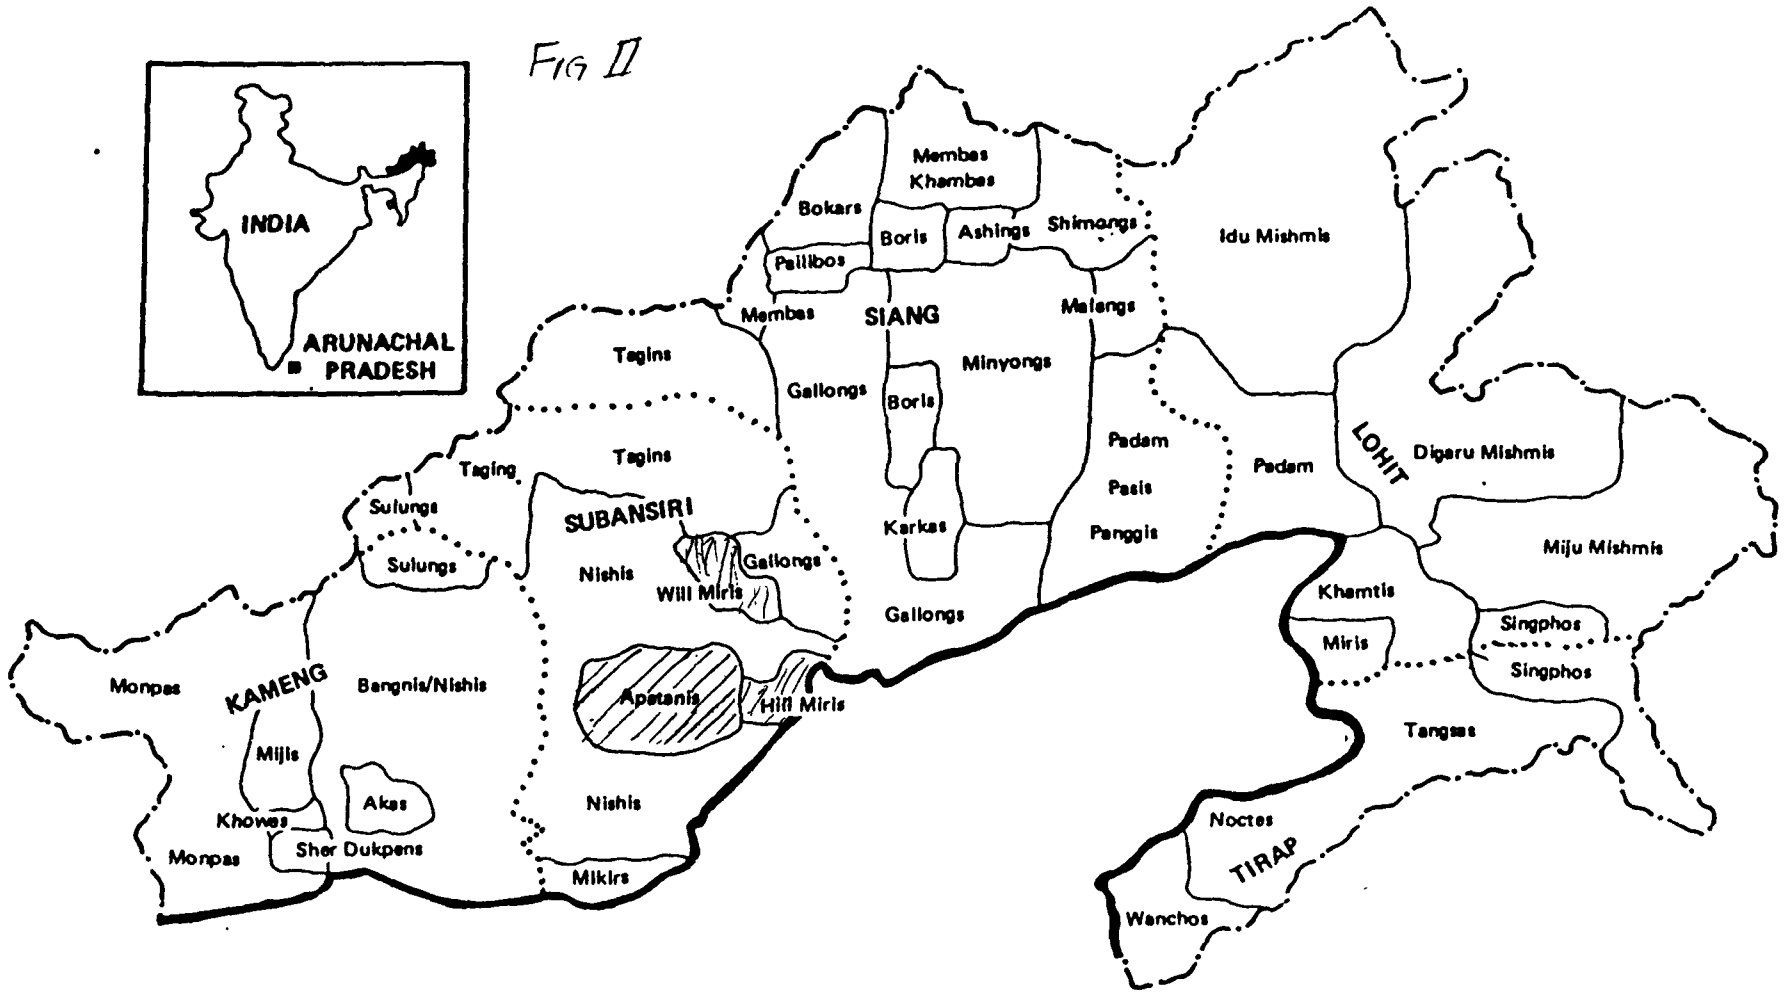 FIG II
INDIA
ARUNACHAL
PRADESH
Membas
Khambas
Bokars
Boris
Ashings
Shimongs
Idu Mishmis
Pailibos
Membas
SIANG
Malangs
Tagins
Minyongs
Gallongs
Boris
Padam
Padam
LOHIT
Digaru Mishmis
Taging
Tagins
Pasis
Sulungs
SUBANSIRI
Karkas
Panggis
Miju Mishmis
Sulungs
Nishis
Gallongs
Will Miris
Khamtis
Gallongs
Singphos
Miris
Singphos
Monpas
KAMENG
Bangnis/Nishis
Apatanis
Hill Miris
Tangsas
Mijis
Akas
Nishis
Khowas
Noctes
Sher Dukpens
Monpas
TIRAP
Mikirs
Wanchos